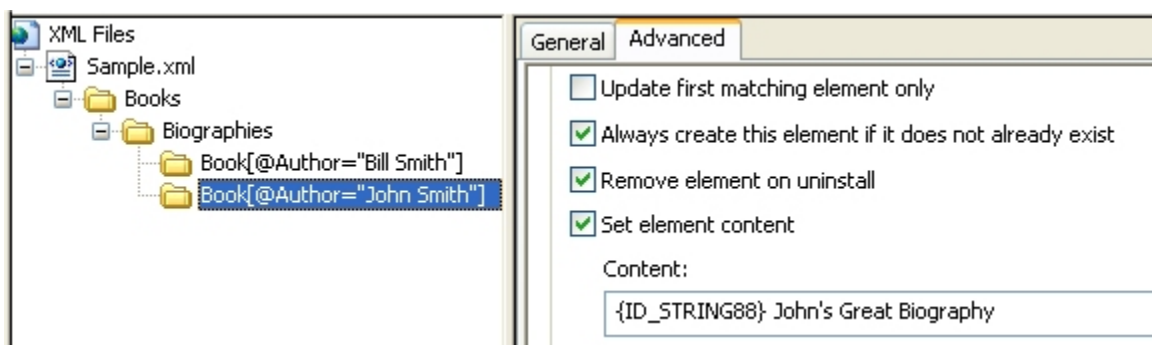 XML Files
Sample.xml
Books
Biographies
Book[@Author="Bill Smith"]
Book[@Author="John Smith"]
General
Advanced
Update first matching element only
Always create this element if it does not already exist
Remove element on uninstall
Set element content
Content:
{ID_STRING88} John's Great Biography